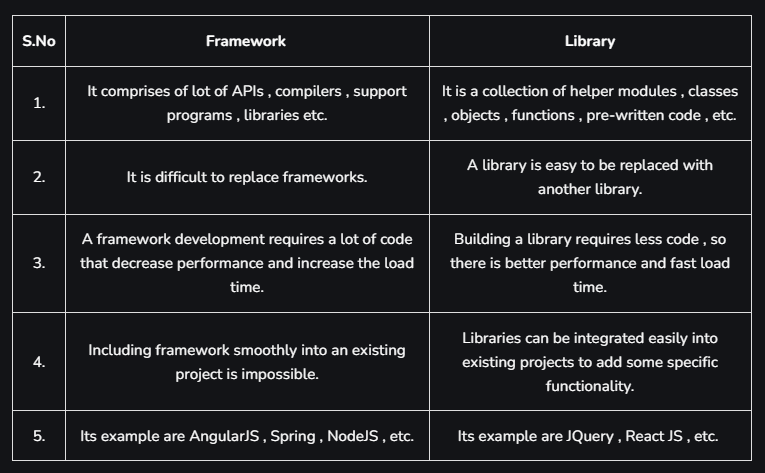 S.No
Framework
Library
1.
It comprises of lot of APIs , compilers , support
programs , libraries etc.
It is a collection of helper modules , classes
, objects , functions , pre-written code , etc.
2.
It is difficult to replace frameworks.
A library is easy to be replaced with
another library.
3.
A framework development requires a lot of code
that decrease performance and increase the load
time.
Building a library requires less code , so
there is better performance and fast load
time.
4.
Including framework smoothly into an existing
project is impossible.
Libraries can be integrated easily into
existing projects to add some specific
functionality.
5.
Its example are AngularJS , Spring , NodeJS , etc.
Its example are JQuery , React JS , etc.